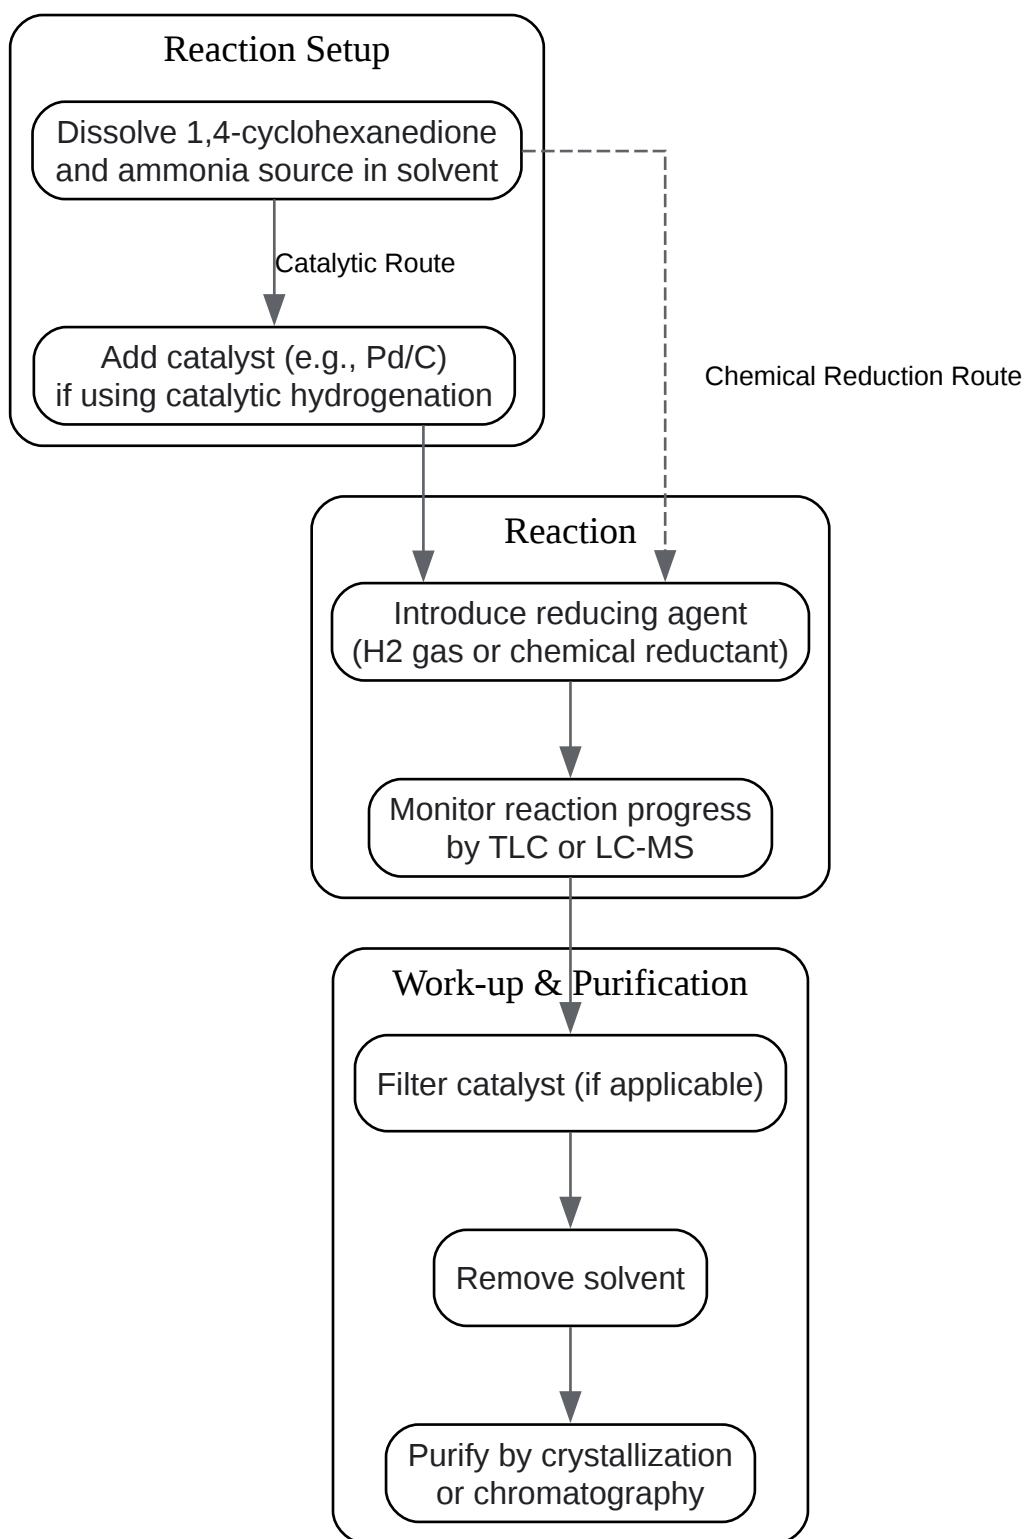 Reaction Setup
Dissolve 1,4-cyclohexanedione
and ammonia source in solvent
Catalytic Route
Add catalyst (e.g., Pd/C)
if using catalytic hydrogenation
Chemical Reduction Route
Reaction
Introduce reducing agent
(H2 gas or chemical reductant)
Monitor reaction progress
by TLC or LC-MS
Work-up & Purification
Filter catalyst (if applicable)
Remove solvent
Purify by crystallization
or chromatography